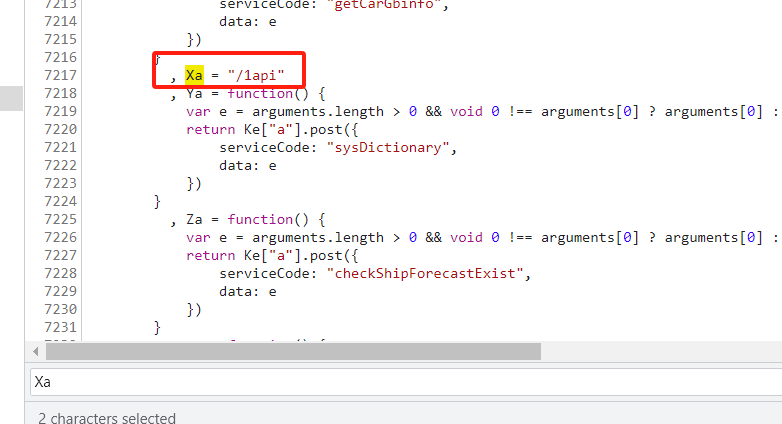 7213 serviceCode: "getCarGbinfo",
7214 data: e
7215 })
7216 }
7217 , Xa = "/1api"
7218 , Ya = function() {
7219 var e = arguments.length > 0 && void 0 !== arguments[0] ? arguments[0] :
7220 return Ke["a"].post({
7221 serviceCode: "sysDictionary",
7222 data: e
7223 })
7224 }
7225 , Za = function() {
7226 var e = arguments.length > 0 && void 0 !== arguments[0] ? arguments[0] :
7227 return Ke["a"].post({
7228 serviceCode: "checkShipForecastExist",
7229 data: e
7230 })
7231 }
Xa
2 characters selected